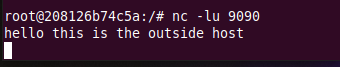 root@208126b74c5a:/# nc -lu 9090
hello this is the outside host